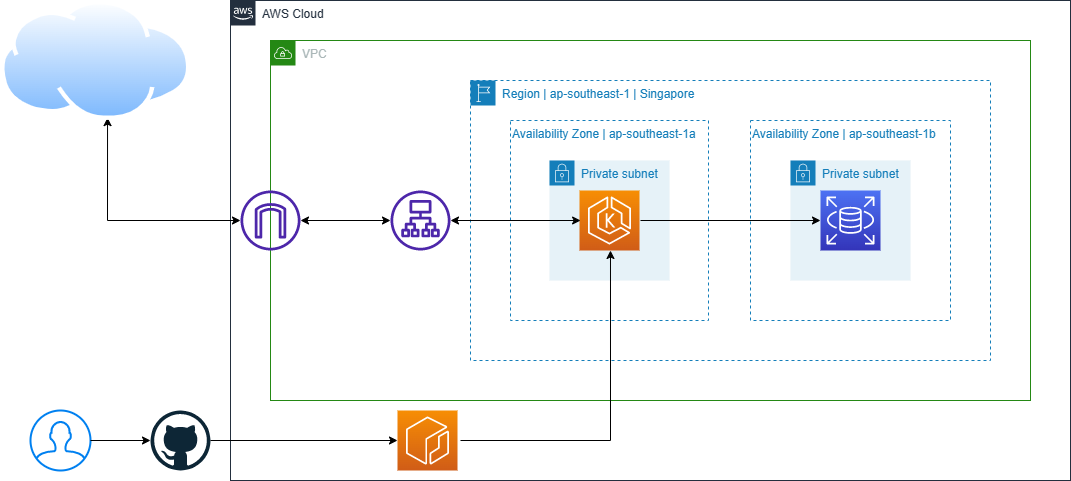 aws
AWS Cloud
VPC
Region | ap-southeast-1 | Singapore
Availability Zone | ap-southeast-1a
Availability Zone | ap-southeast-1b
Private subnet
Private subnet
K